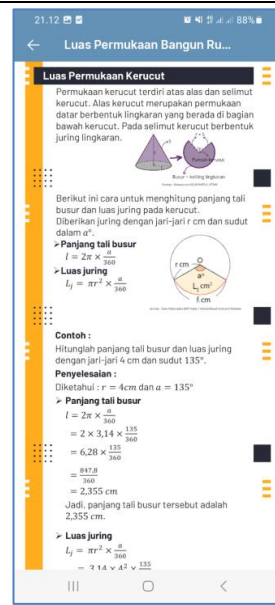 21.12
88%
Luas Permukaan Bangun Ru...
Luas Permukaan Kerucut
Permukaan kerucut terdiri atas alas dan selimut
kerucut. Alas kerucut merupakan permukaan
datar berbentuk lingkaran yang berada di bagian
bawah kerucut. Pada selimut kerucut berbentuk
juring lingkaran.
Busur = keliling lingkaran
Berikut ini cara untuk menghitung panjang tali
busur dan luas juring pada kerucut.
Diberikan juring dengan jari-jari r cm dan sudut
dalam α°.
➢Panjang tali busur
l = 2π × α/360
➢Luas juring
Lⱼ = πr² × α/360
O
r cm
a°
L cm²
f cm
Contoh :
Hitunglah panjang tali busur dan luas juring
dengan jari-jari 4 cm dan sudut 135°.
Penyelesaian :
Diketahui : r = 4cm dan α = 135°
➢ Panjang tali busur
l = 2π × α/360
= 2 × 3,14 × 135/360
= 6,28 × 135/360
= 847,8/360
= 2,355 cm
Jadi, panjang tali busur tersebut adalah
2,355 cm.
➢ Luas juring
Lⱼ = πr² × α/360
= 3,14 × 4² × 135